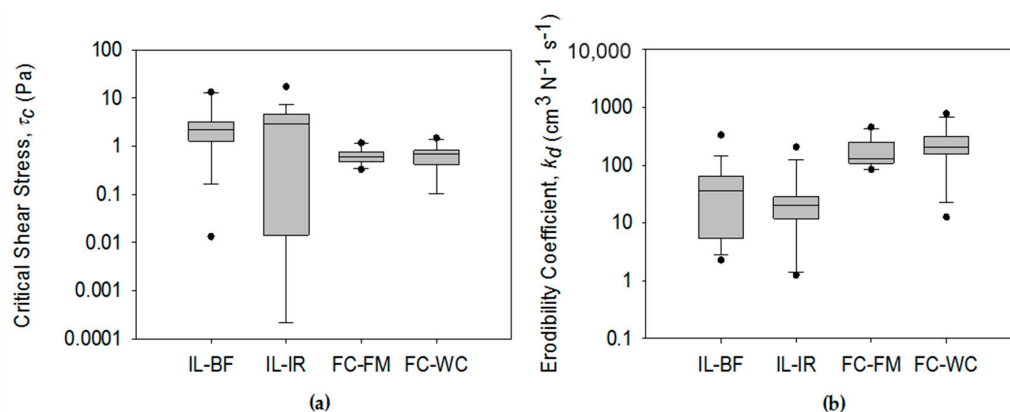 Critical Shear Stress, τc (Pa)
100
10
1
0.1
0.01
0.001
0.0001
IL-BF IL-IR FC-FM FC-WC
(a)
Erodibility Coefficient, kd (cm³ N⁻¹ s⁻¹)
10,000
1000
100
10
1
0.1
IL-BF IL-IR FC-FM FC-WC
(b)